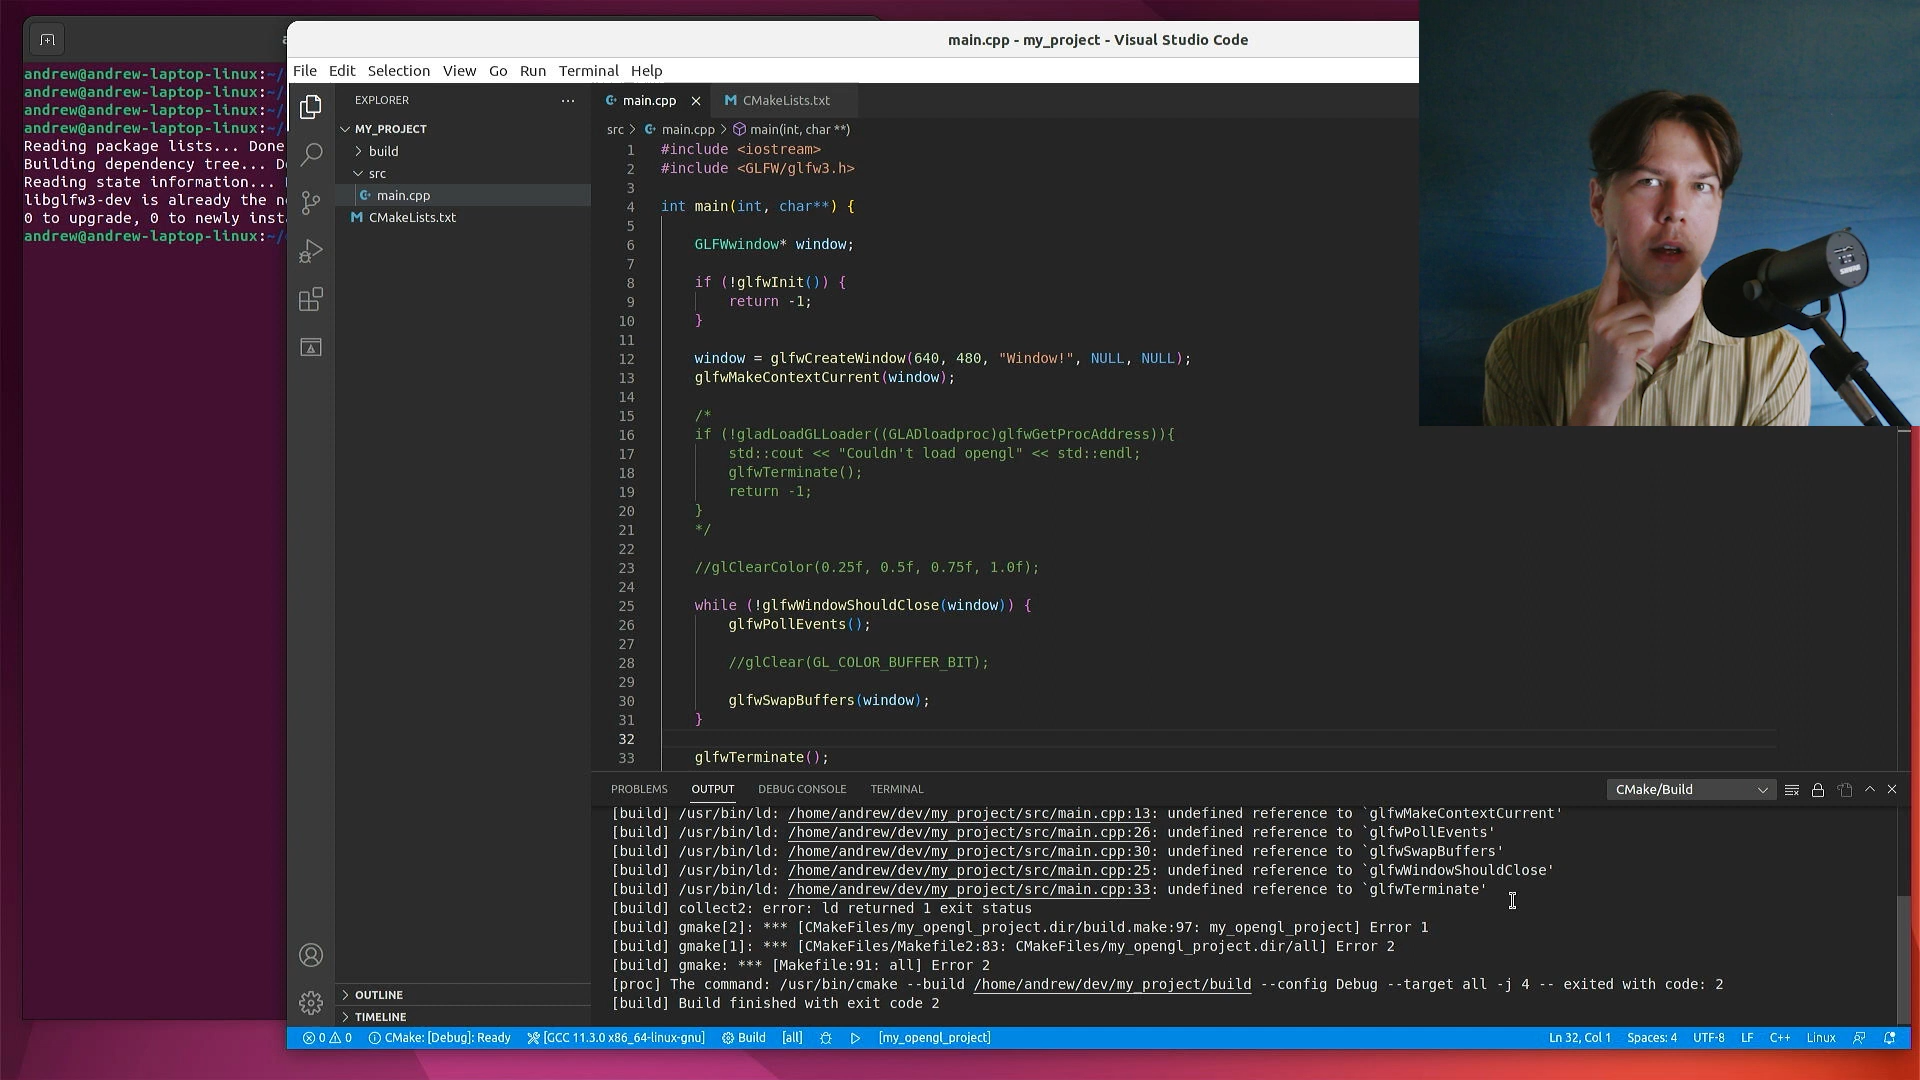 main.cpp - my_project - Visual Studio Code
File Edit Selection View Go Run Terminal Help
andrew@andrew-laptop-linux:~/
andrew@andrew-laptop-linux:~/
andrew@andrew-laptop-linux:~/
andrew@andrew-laptop-linux:~/
Reading package lists... Done
Building dependency tree...
Reading state information...
libglfw3-dev is already the
0 to upgrade, 0 to newly
andrew@andrew-laptop-linux:~/
EXPLORER
MY_PROJECT
build
src
main.cpp
CMakeLists.txt
OUTLINE
TIMELINE
main.cpp CMakeLists.txt
src > main.cpp > main(int, char **)
1 #include <iostream>
2 #include <GLFW/glfw3.h>
3
4 int main(int, char**) {
5
6 GLFWwindow* window;
7
8 if (!glfwInit()) {
9 return -1;
10 }
11
12 window = glfwCreateWindow(640, 480, "Window!", NULL, NULL);
13 glfwMakeContextCurrent(window);
14
15 /*
16 if (!gladLoadGLLoader((GLADloadproc)glfwGetProcAddress)){
17 std::cout << "Couldn't load opengl" << std::endl;
18 glfwTerminate();
19 return -1;
20 }
21 */
22
23 //glClearColor(0.25f, 0.5f, 0.75f, 1.0f);
24
25 while (!glfwWindowShouldClose(window)) {
26 glfwPollEvents();
27
28 //glClear(GL_COLOR_BUFFER_BIT);
29
30 glfwSwapBuffers(window);
31 }
32
33 glfwTerminate();
PROBLEMS OUTPUT DEBUG CONSOLE TERMINAL CMake/Build
[build] /usr/bin/ld: /home/andrew/dev/my_project/src/main.cpp:13: undefined reference to `glfwMakeContextCurrent'
[build] /usr/bin/ld: /home/andrew/dev/my_project/src/main.cpp:26: undefined reference to `glfwPollEvents'
[build] /usr/bin/ld: /home/andrew/dev/my_project/src/main.cpp:30: undefined reference to `glfwSwapBuffers'
[build] /usr/bin/ld: /home/andrew/dev/my_project/src/main.cpp:25: undefined reference to `glfwWindowShouldClose'
[build] /usr/bin/ld: /home/andrew/dev/my_project/src/main.cpp:33: undefined reference to `glfwTerminate'
[build] collect2: error: ld returned 1 exit status
[build] gmake[2]: *** [CMakeFiles/my_opengl_project.dir/build.make:97: my_opengl_project] Error 1
[build] gmake[1]: *** [CMakeFiles/Makefile2:83: CMakeFiles/my_opengl_project.dir/all] Error 2
[build] gmake: *** [Makefile:91: all] Error 2
[proc] The command: /usr/bin/cmake --build /home/andrew/dev/my_project/build --config Debug --target all -j 4 -- exited with code: 2
[build] Build finished with exit code 2
0 0 CMake: [Debug]: Ready [GCC 11.3.0 x86_64-linux-gnu] Build [all] [my_opengl_project] Ln 32, Col 1 Spaces: 4 UTF-8 LF C++ Linux